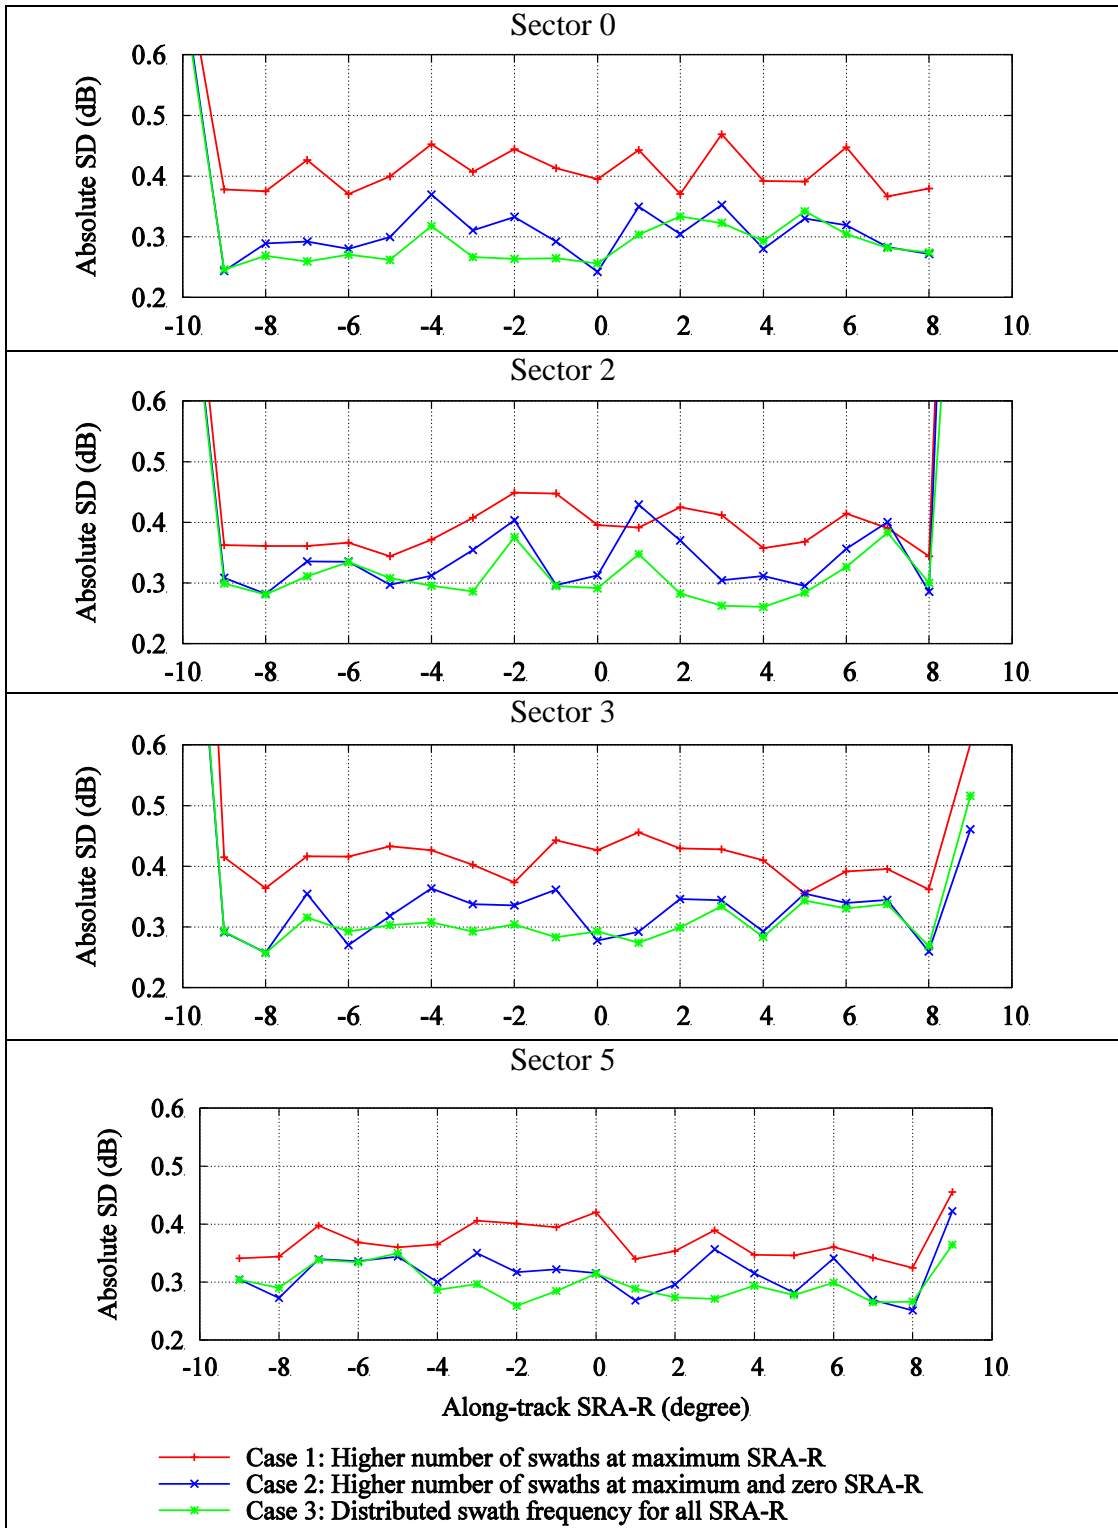 Sector 0
Absolute SD (dB)
0.6
0.5
0.4
0.3
0.2
-10 -8 -6 -4 -2 0 2 4 6 8 10
Sector 2
Absolute SD (dB)
0.6
0.5
0.4
0.3
0.2
-10 -8 -6 -4 -2 0 2 4 6 8 10
Sector 3
Absolute SD (dB)
0.6
0.5
0.4
0.3
0.2
-10 -8 -6 -4 -2 0 2 4 6 8 10
Sector 5
Absolute SD (dB)
0.6
0.5
0.4
0.3
0.2
-10 -8 -6 -4 -2 0 2 4 6 8 10
Along-track SRA-R (degree)
Case 1: Higher number of swaths at maximum SRA-R
Case 2: Higher number of swaths at maximum and zero SRA-R
Case 3: Distributed swath frequency for all SRA-R